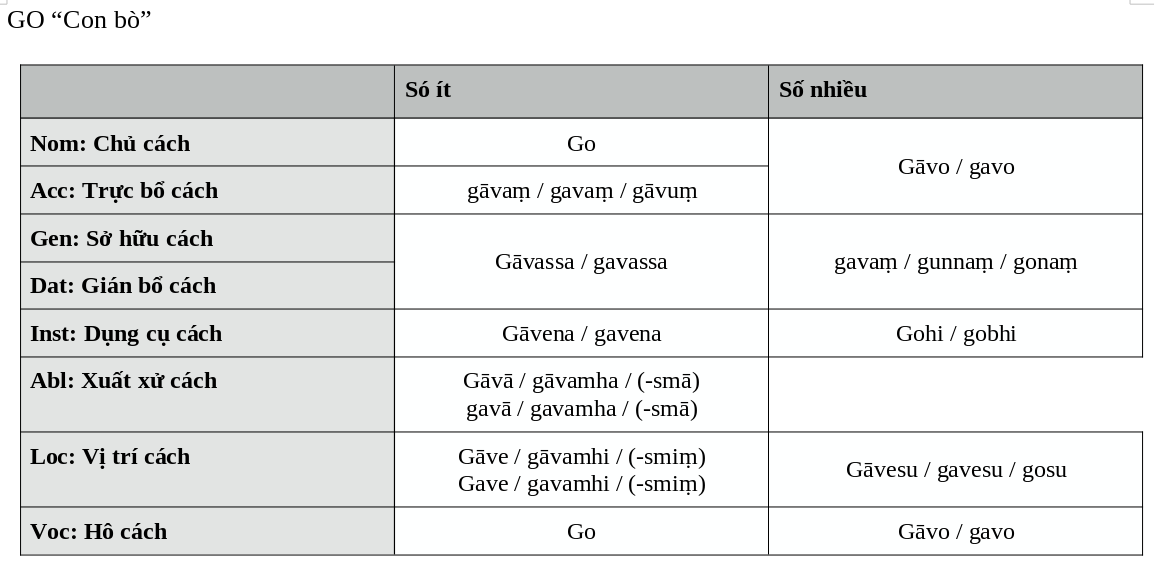 GO “Con bò”
Só ít Số nhiều
Nom: Chủ cách Go
Gāvo / gavo
Acc: Trực bổ cách gāvaṃ / gavaṃ / gāvuṃ
Gen: Sở hữu cách
Gāvassa / gavassa gavaṃ / gunnaṃ / gonaṃ
Dat: Gián bổ cách
Inst: Dụng cụ cách Gāvena / gavena Gohi / gobhi
Abl: Xuất xử cách Gāvā / gāvamha / (-smā)
gavā / gavamha / (-smā)
Loc: Vị trí cách Gāve / gāvamhi / (-smiṃ)
Gave / gavamhi / (-smiṃ)
Gāvesu / gavesu / gosu
Voc: Hô cách Go Gāvo / gavo